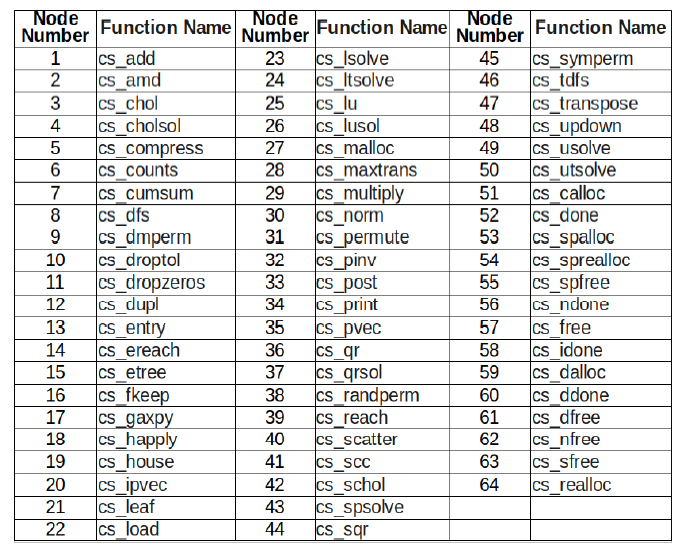 Node Number Function Name Node Number Function Name Node Number Function Name
1 cs_add 23 cs_lsolve 45 cs_symperm
2 cs_amd 24 cs_ltsolve 46 cs_tdfs
3 cs_chol 25 cs_lu 47 cs_transpose
4 cs_cholsol 26 cs_lusol 48 cs_updown
5 cs_compress 27 cs_malloc 49 cs_usolve
6 cs_counts 28 cs_maxtrans 50 cs_utsolve
7 cs_cumsum 29 cs_multiply 51 cs_calloc
8 cs_dfs 30 cs_norm 52 cs_done
9 cs_dmperm 31 cs_permute 53 cs_spalloc
10 cs_droptol 32 cs_pinv 54 cs_sprealloc
11 cs_dropzeros 33 cs_post 55 cs_spfree
12 cs_dupl 34 cs_print 56 cs_ndone
13 cs_entry 35 cs_pvec 57 cs_free
14 cs_ereach 36 cs_qr 58 cs_idone
15 cs_etree 37 cs_qrsol 59 cs_dalloc
16 cs_fkeep 38 cs_randperm 60 cs_ddone
17 cs_gaxpy 39 cs_reach 61 cs_dfree
18 cs_happly 40 cs_scatter 62 cs_nfree
19 cs_house 41 cs_scc 63 cs_sfree
20 cs_ipvec 42 cs_schol 64 cs_realloc
21 cs_leaf 43 cs_spsolve
22 cs_load 44 cs_sqr